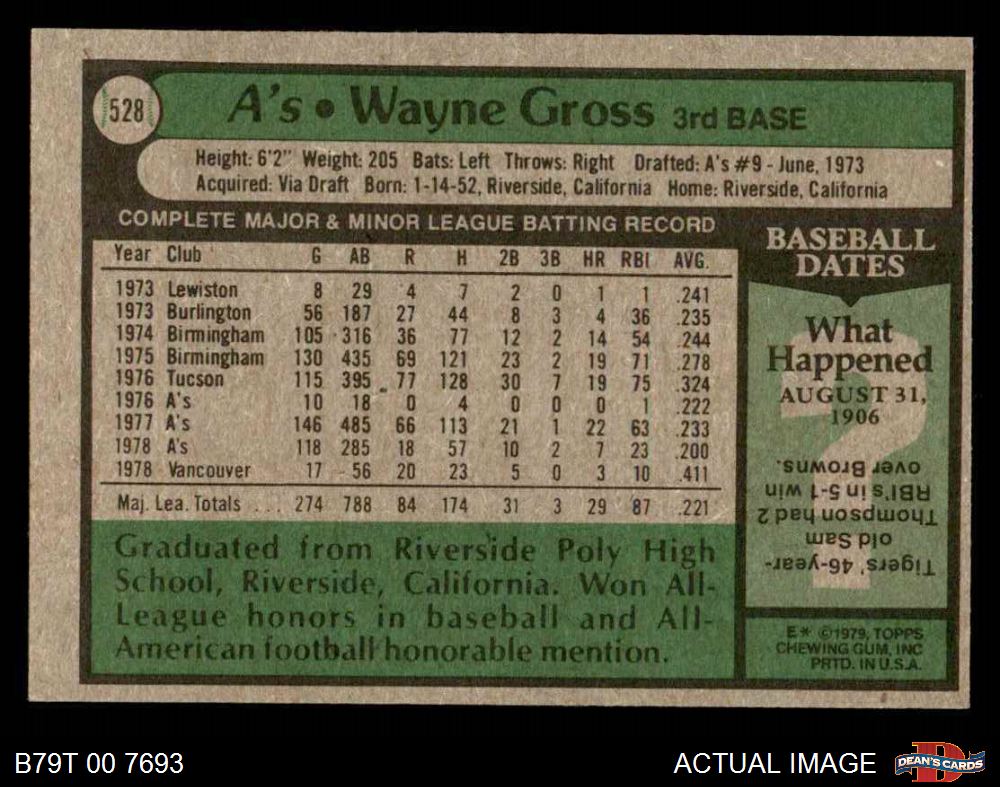 528
A's • Wayne Gross 3rd BASE
Height: 6'2" Weight: 205 Bats: Left Throws: Right Drafted: A's #9 - June, 1973
Acquired: Via Draft Born: 1-14-52, Riverside, California Home: Riverside, California
COMPLETE MAJOR & MINOR LEAGUE BATTING RECORD
Year Club G AB R H 2B 3B HR RBI AVG.
1973 Lewiston 8 29 4 7 2 0 1 1 .241
1973 Burlington 56 187 27 44 8 3 4 36 .235
1974 Birmingham 105 316 36 77 12 2 14 54 .244
1975 Birmingham 130 435 69 121 23 2 19 71 .278
1976 Tucson 115 395 77 128 30 7 19 75 .324
1976 A's 10 18 0 4 0 0 0 1 .222
1977 A's 146 485 66 113 21 1 22 63 .233
1978 A's 118 285 18 57 10 2 7 23 .200
1978 Vancouver 17 56 20 23 5 0 3 10 .411
Maj. Lea. Totals ... 274 788 84 174 31 3 29 87 .221
Graduated from Riverside Poly High
School, Riverside, California. Won All-
League honors in baseball and All-
American football honorable mention.
BASEBALL
DATES
What
Happened
AUGUST 31,
1906
?
Tigers' 46-year-
old Sam
Thompson had 2
RBI's in 5-1 win
over Browns.
E* ©1979, TOPPS
CHEWING GUM, INC
PRTD. IN U.S.A.
B79T 00 7693
ACTUAL IMAGE
D
DEAN'S CARDS